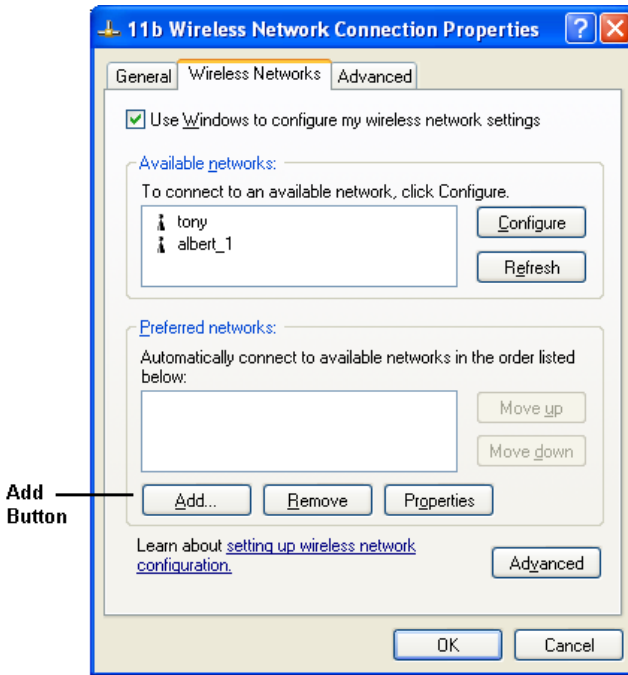 11b Wireless Network Connection Properties
General Wireless Networks Advanced
Use Windows to configure my wireless network settings
Available networks:
To connect to an available network, click Configure.
tony
albert_1
Configure
Refresh
Preferred networks:
Automatically connect to available networks in the order listed
below:
Move up
Move down
Add
Button
Add... Remove Properties
Learn about setting up wireless network
configuration.
Advanced
OK Cancel